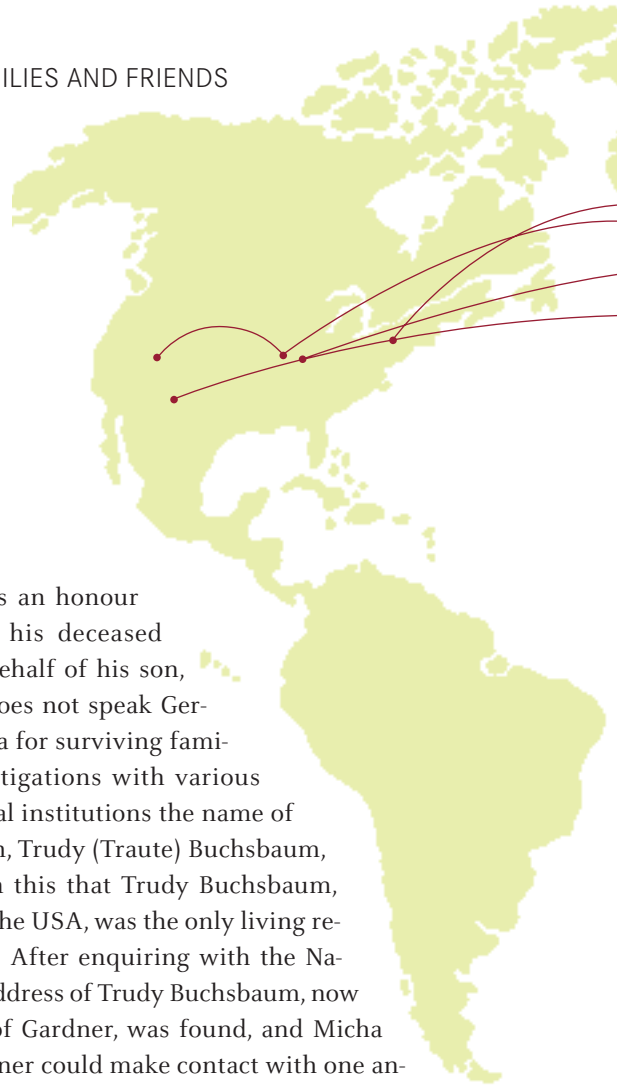 ILIES AND FRIENDS
s an honour
his deceased
ehalf of his son,
oes not speak Ger-
a for surviving fami-
tigations with various
al institutions the name of
n, Trudy (Traute) Buchsbaum,
n this that Trudy Buchsbaum,
he USA, was the only living re-
After enquiring with the Na-
ddress of Trudy Buchsbaum, now
of Gardner, was found, and Micha
ner could make contact with one an-